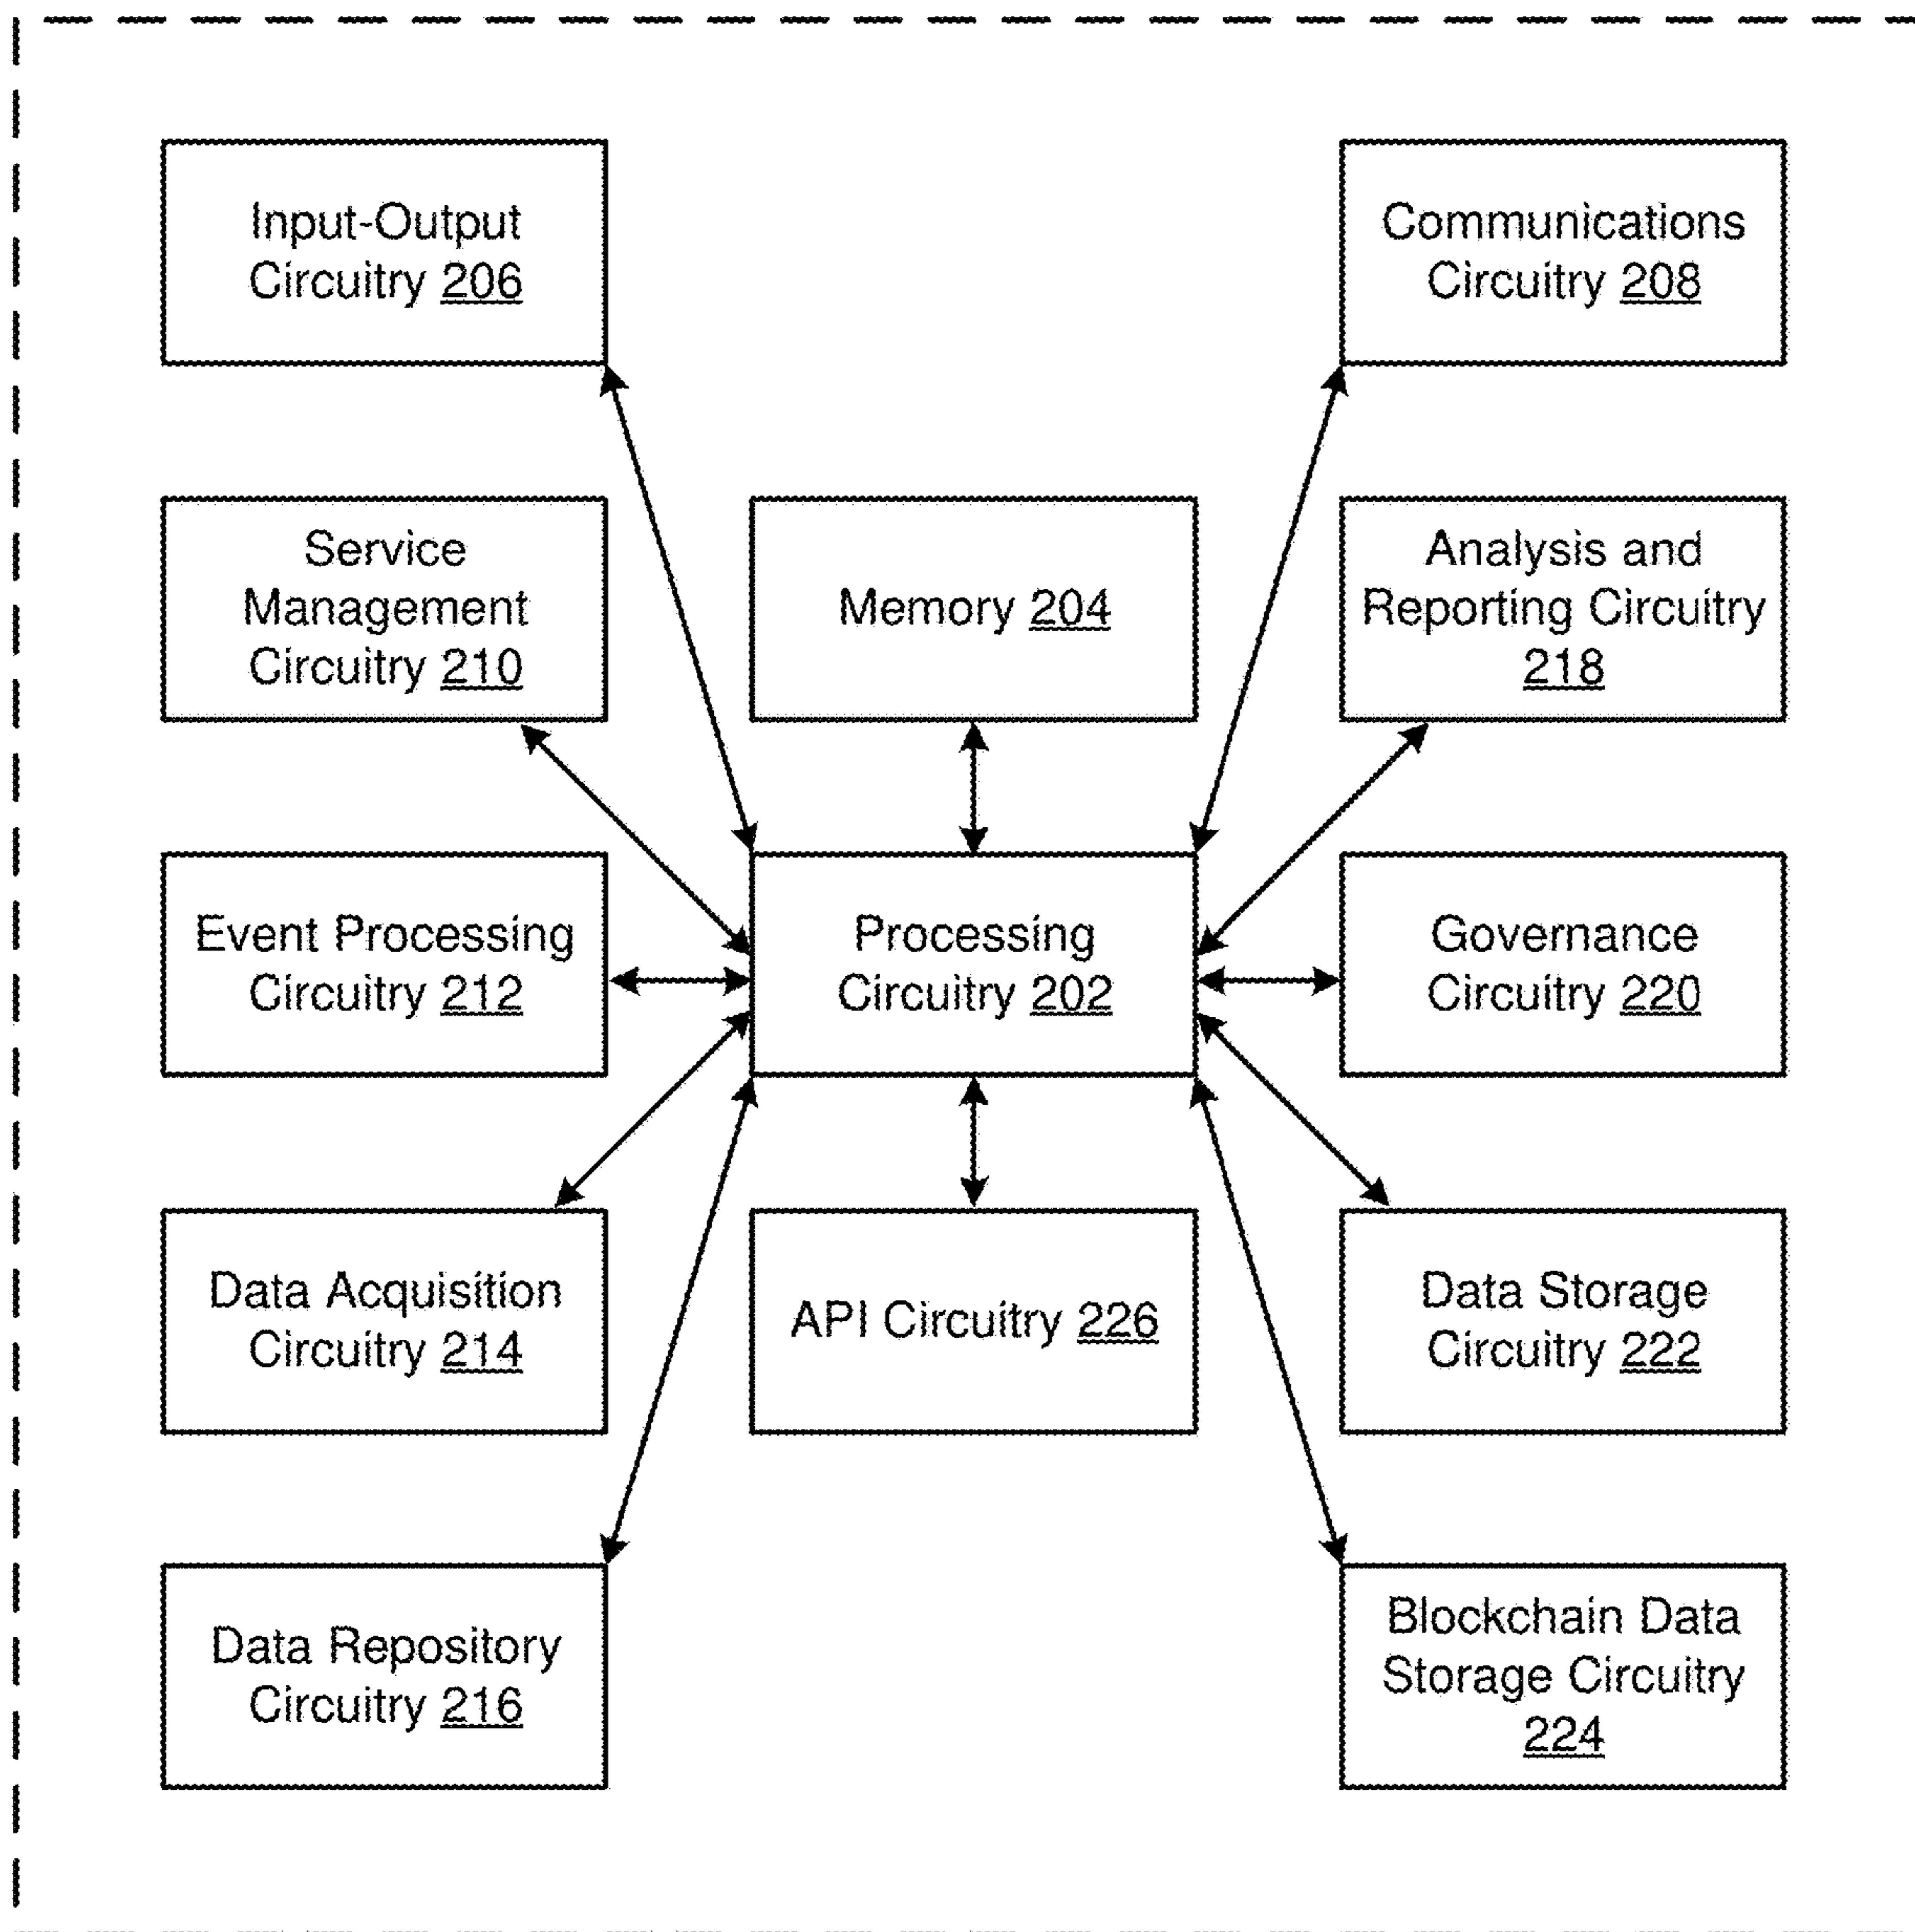 Input-Output
Circuitry 206
Communications
Circuitry 208
Service
Management
Circuitry 210
Memory 204
Analysis and
Reporting Circuitry
218
Event Processing
Circuitry 212
Processing
Circuitry 202
Governance
Circuitry 220
Data Acquisition
Circuitry 214
API Circuitry 226
Data Storage
Circuitry 222
Data Repository
Circuitry 216
Blockchain Data
Storage Circuitry
224